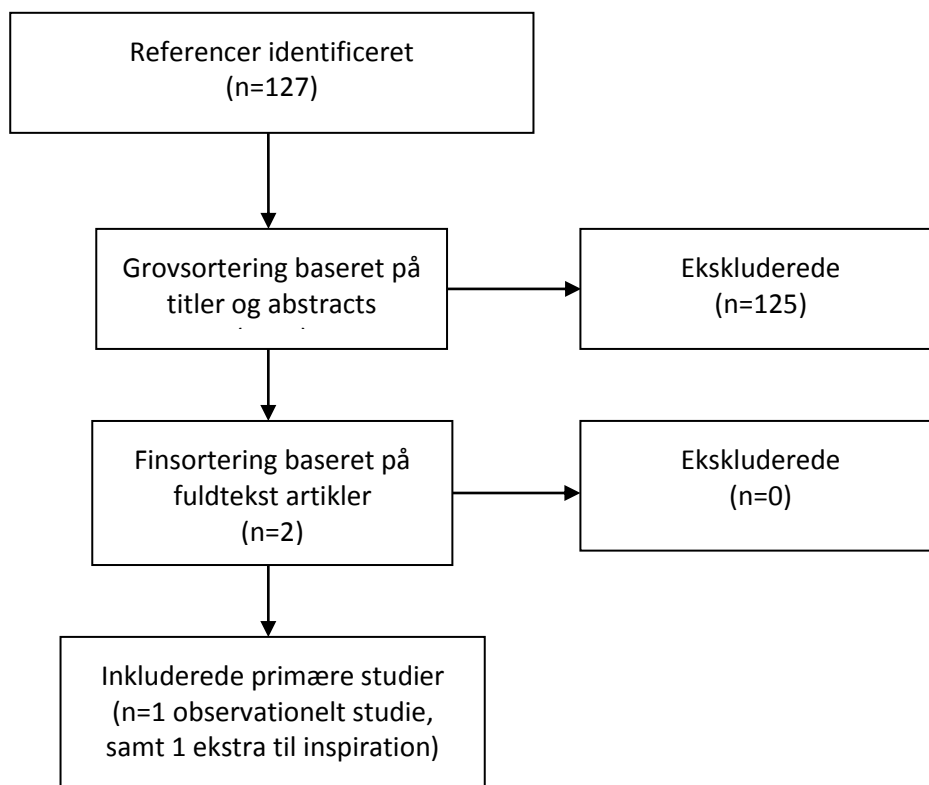 Referencer identificeret
(n=127)
Grovsortering baseret på
titler og abstracts
Ekskluderede
(n=125)
Finsortering baseret på
fuldtekst artikler
(n=2)
Ekskluderede
(n=0)
Inkluderede primære studier
(n=1 observationelt studie,
samt 1 ekstra til inspiration)